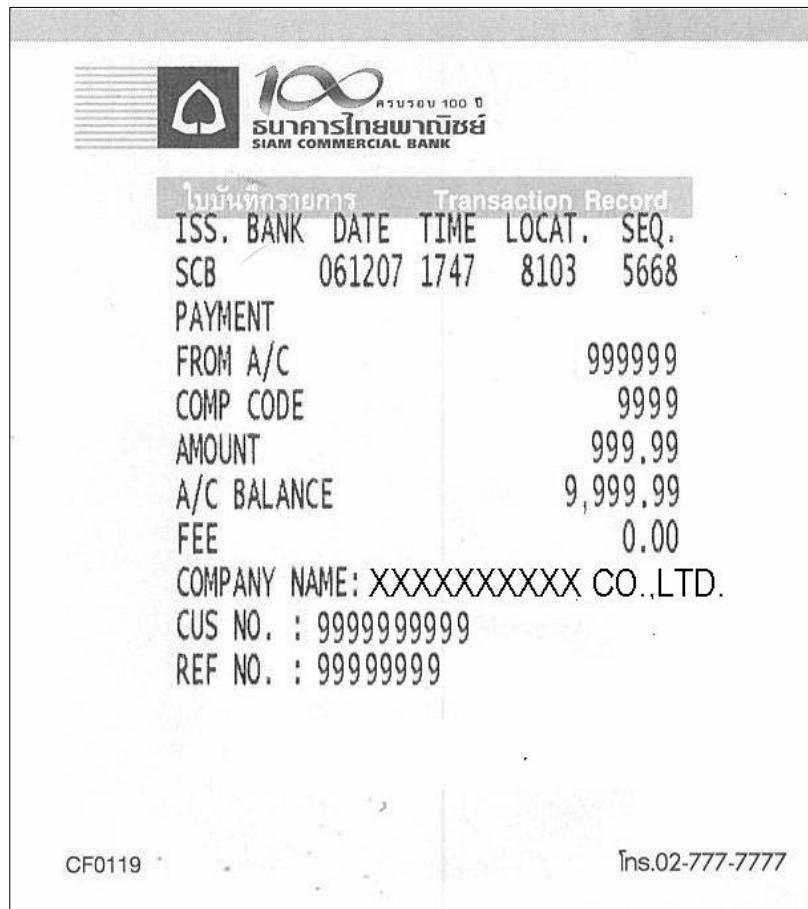 100 ครบรอบ 100 ปี
ธนาคารไทยพาณิชย์
SIAM COMMERCIAL BANK
ใบบันทึกรายการ Transaction Record
ISS. BANK DATE TIME LOCAT. SEQ.
SCB 061207 1747 8103 5668
PAYMENT
FROM A/C 999999
COMP CODE 9999
AMOUNT 999.99
A/C BALANCE 9,999.99
FEE 0.00
COMPANY NAME: XXXXXXXXXX CO.,LTD.
CUS NO. : 9999999999
REF NO. : 99999999
CF0119 โทร.02-777-7777